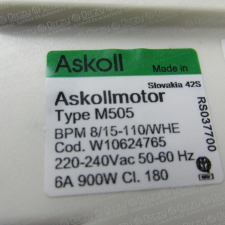 Askoll Made in
Slovakia 42S
Askollmotor
Type M505
BPM 8/15-110/WHE
Cod. W10624765
220-240Vac 50-60 Hz
6A 900W Cl. 180
RS037700